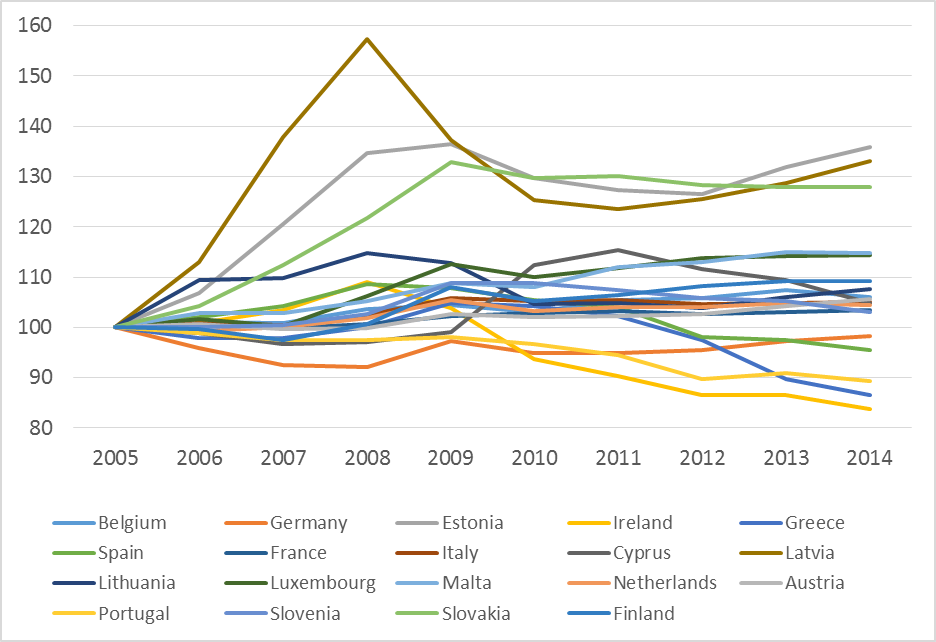 160
150
140
130
120
110
100
90
80
2005 2006 2007 2008 2009 2010 2011 2012 2013 2014
Belgium Germany Estonia Ireland Greece
Spain France Italy Cyprus Latvia
Lithuania Luxembourg Malta Netherlands Austria
Portugal Slovenia Slovakia Finland